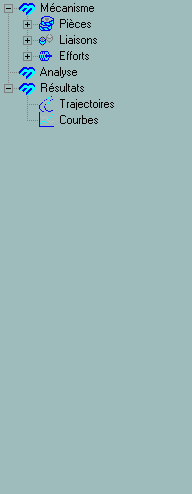 Mécanisme
Pièces
Liaisons
Efforts
Analyse
Résultats
Trajectoires
Courbes